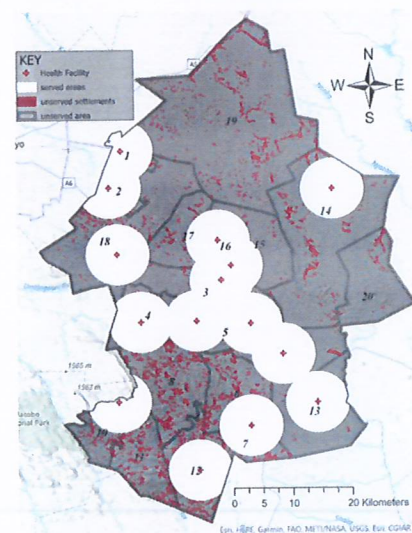 KEY
Health Facility
served areas
unserved settlements
unserved area
N
W E
S
A6
19
1
2
14
18
17
16
15
3
20
4
5
1565 m
1567 m
8
13
7
10
12
0 5 10 20 Kilometers
Esri, HERE, Garmin, FAO, METI/NASA, USGS, Esri, CGIAR